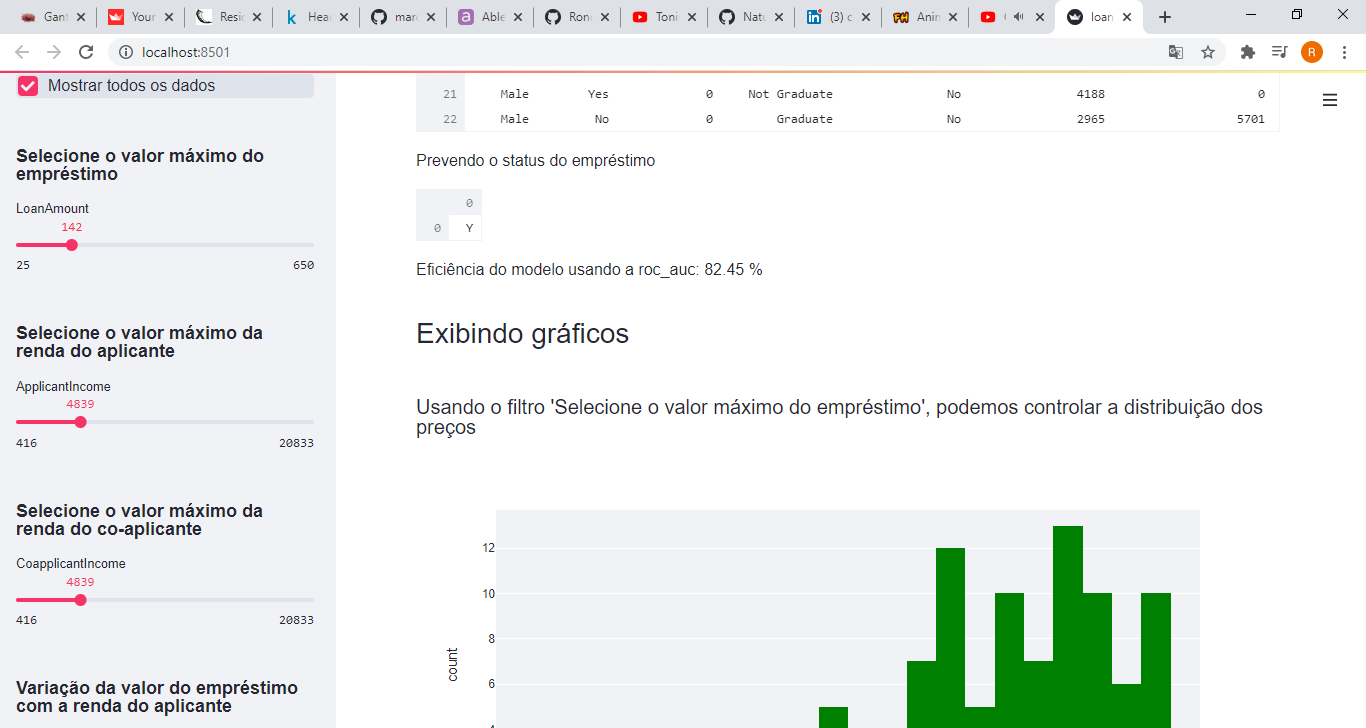 Gant Your Resid Hear marc Able Rona Toni Natu (3) c Anin loan
localhost:8501
R
Mostrar todos os dados
Selecione o valor máximo do
empréstimo
LoanAmount
142
25 650
Selecione o valor máximo da
renda do aplicante
ApplicantIncome
4839
416 20833
Selecione o valor máximo da
renda do co-aplicante
CoapplicantIncome
4839
416 20833
Variação da valor do empréstimo
com a renda do aplicante
21 Male Yes 0 Not Graduate No 4188 0
22 Male No 0 Graduate No 2965 5701
Prevendo o status do empréstimo
0
0 Y
Eficiência do modelo usando a roc_auc: 82.45 %
Exibindo gráficos
Usando o filtro 'Selecione o valor máximo do empréstimo', podemos controlar a distribuição dos
preços
12
10
8
6
count